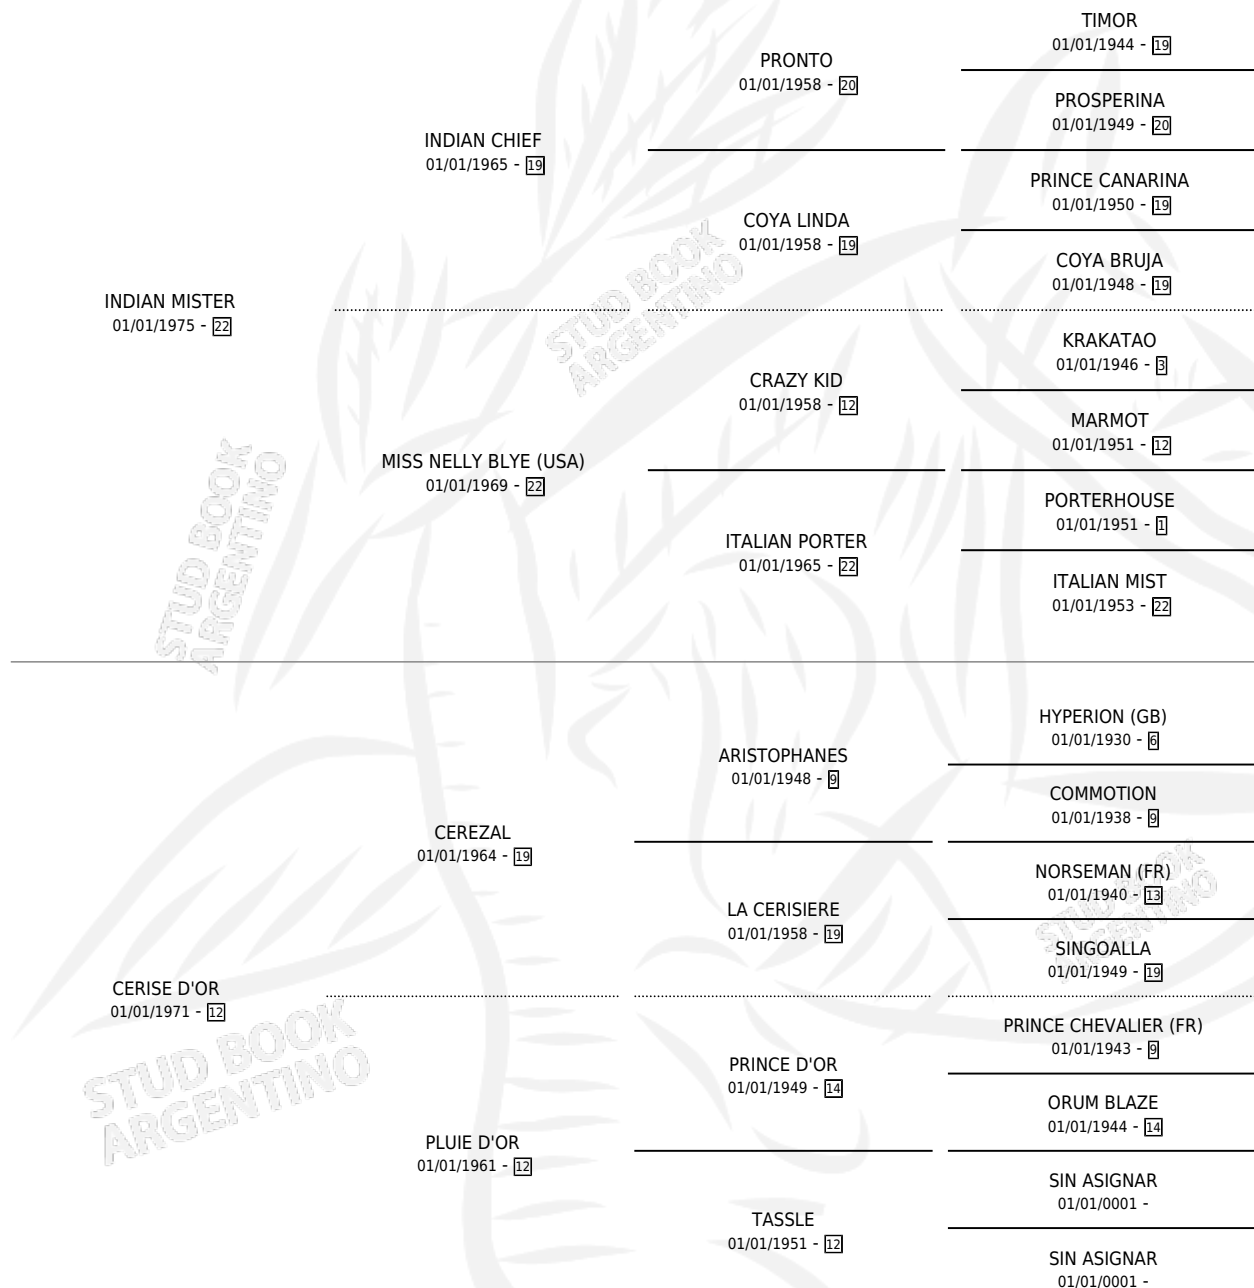 TIMOR
01/01/1944 - 19
PRONTO
01/01/1958 - 20
PROSPERINA
01/01/1949 - 20
INDIAN CHIEF
01/01/1965 - 19
PRINCE CANARINA
01/01/1950 - 19
COYA LINDA
01/01/1958 - 19
COYA BRUJA
01/01/1948 - 19
INDIAN MISTER
01/01/1975 - 22
KRAKATAO
01/01/1946 - 3
CRAZY KID
01/01/1958 - 12
MARMOT
01/01/1951 - 12
MISS NELLY BLYE (USA)
01/01/1969 - 22
PORTERHOUSE
01/01/1951 - 1
ITALIAN PORTER
01/01/1965 - 22
ITALIAN MIST
01/01/1953 - 22
HYPERION (GB)
01/01/1930 - 6
ARISTOPHANES
01/01/1948 - 9
COMMOTION
01/01/1938 - 9
CEREZAL
01/01/1964 - 19
NORSEMAN (FR)
01/01/1940 - 13
LA CERISIERE
01/01/1958 - 19
SINGOALLA
01/01/1949 - 19
CERISE D'OR
01/01/1971 - 12
PRINCE CHEVALIER (FR)
01/01/1943 - 9
PRINCE D'OR
01/01/1949 - 14
ORUM BLAZE
01/01/1944 - 14
PLUIE D'OR
01/01/1961 - 12
SIN ASIGNAR
01/01/0001 -
TASSLE
01/01/1951 - 12
SIN ASIGNAR
01/01/0001 -
STUD BOOK
ARGENTINO
STUD BOOK
ARGENTINO
STUD BOOK
ARGENTINO
STUD BOOK
ARGENTINO